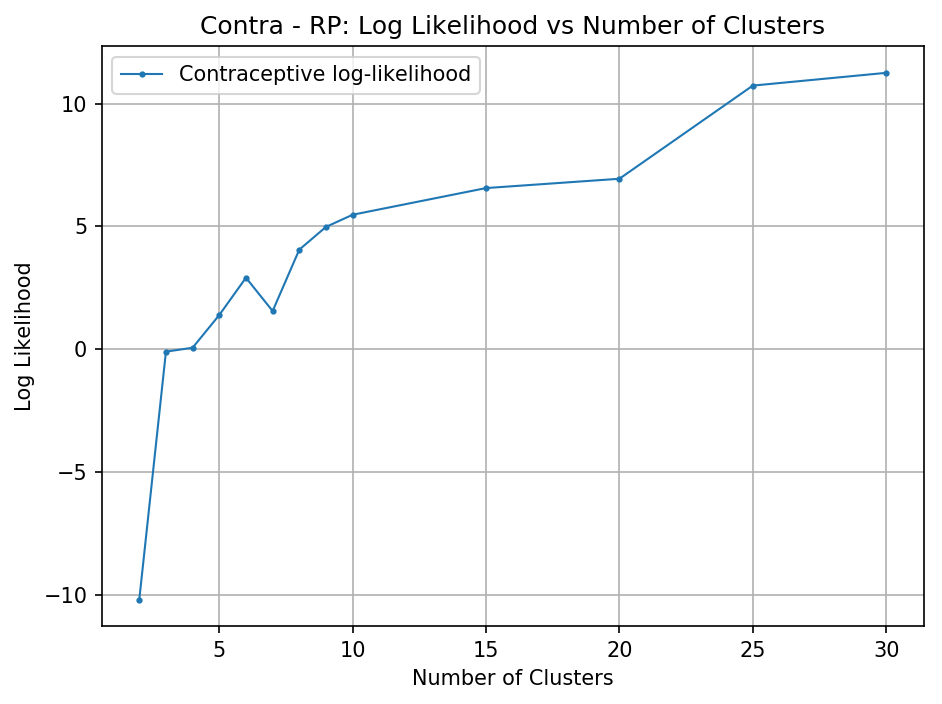 Contra - RP: Log Likelihood vs Number of Clusters
Contraceptive log-likelihood
Log Likelihood
10
5
0
−5
−10
5 10 15 20 25 30
Number of Clusters